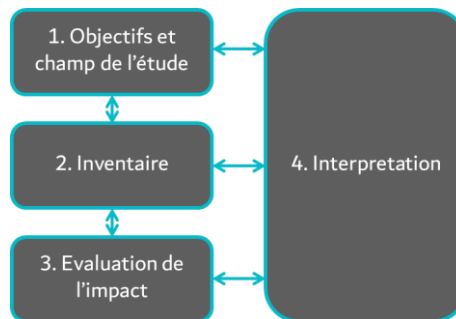 1. Objectifs et
champ de l'étude
2. Inventaire
3. Evaluation de
l'impact
4. Interpretation